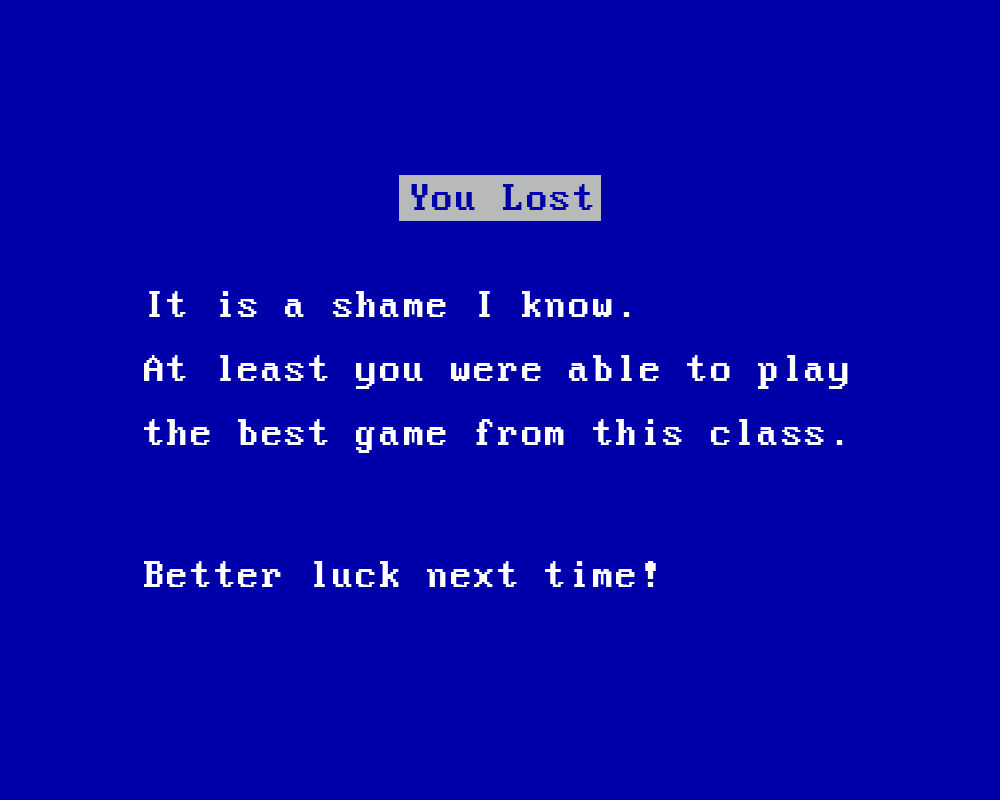 You Lost
It is a shame I know.
At least you were able to play
the best game from this class.
Better luck next time!